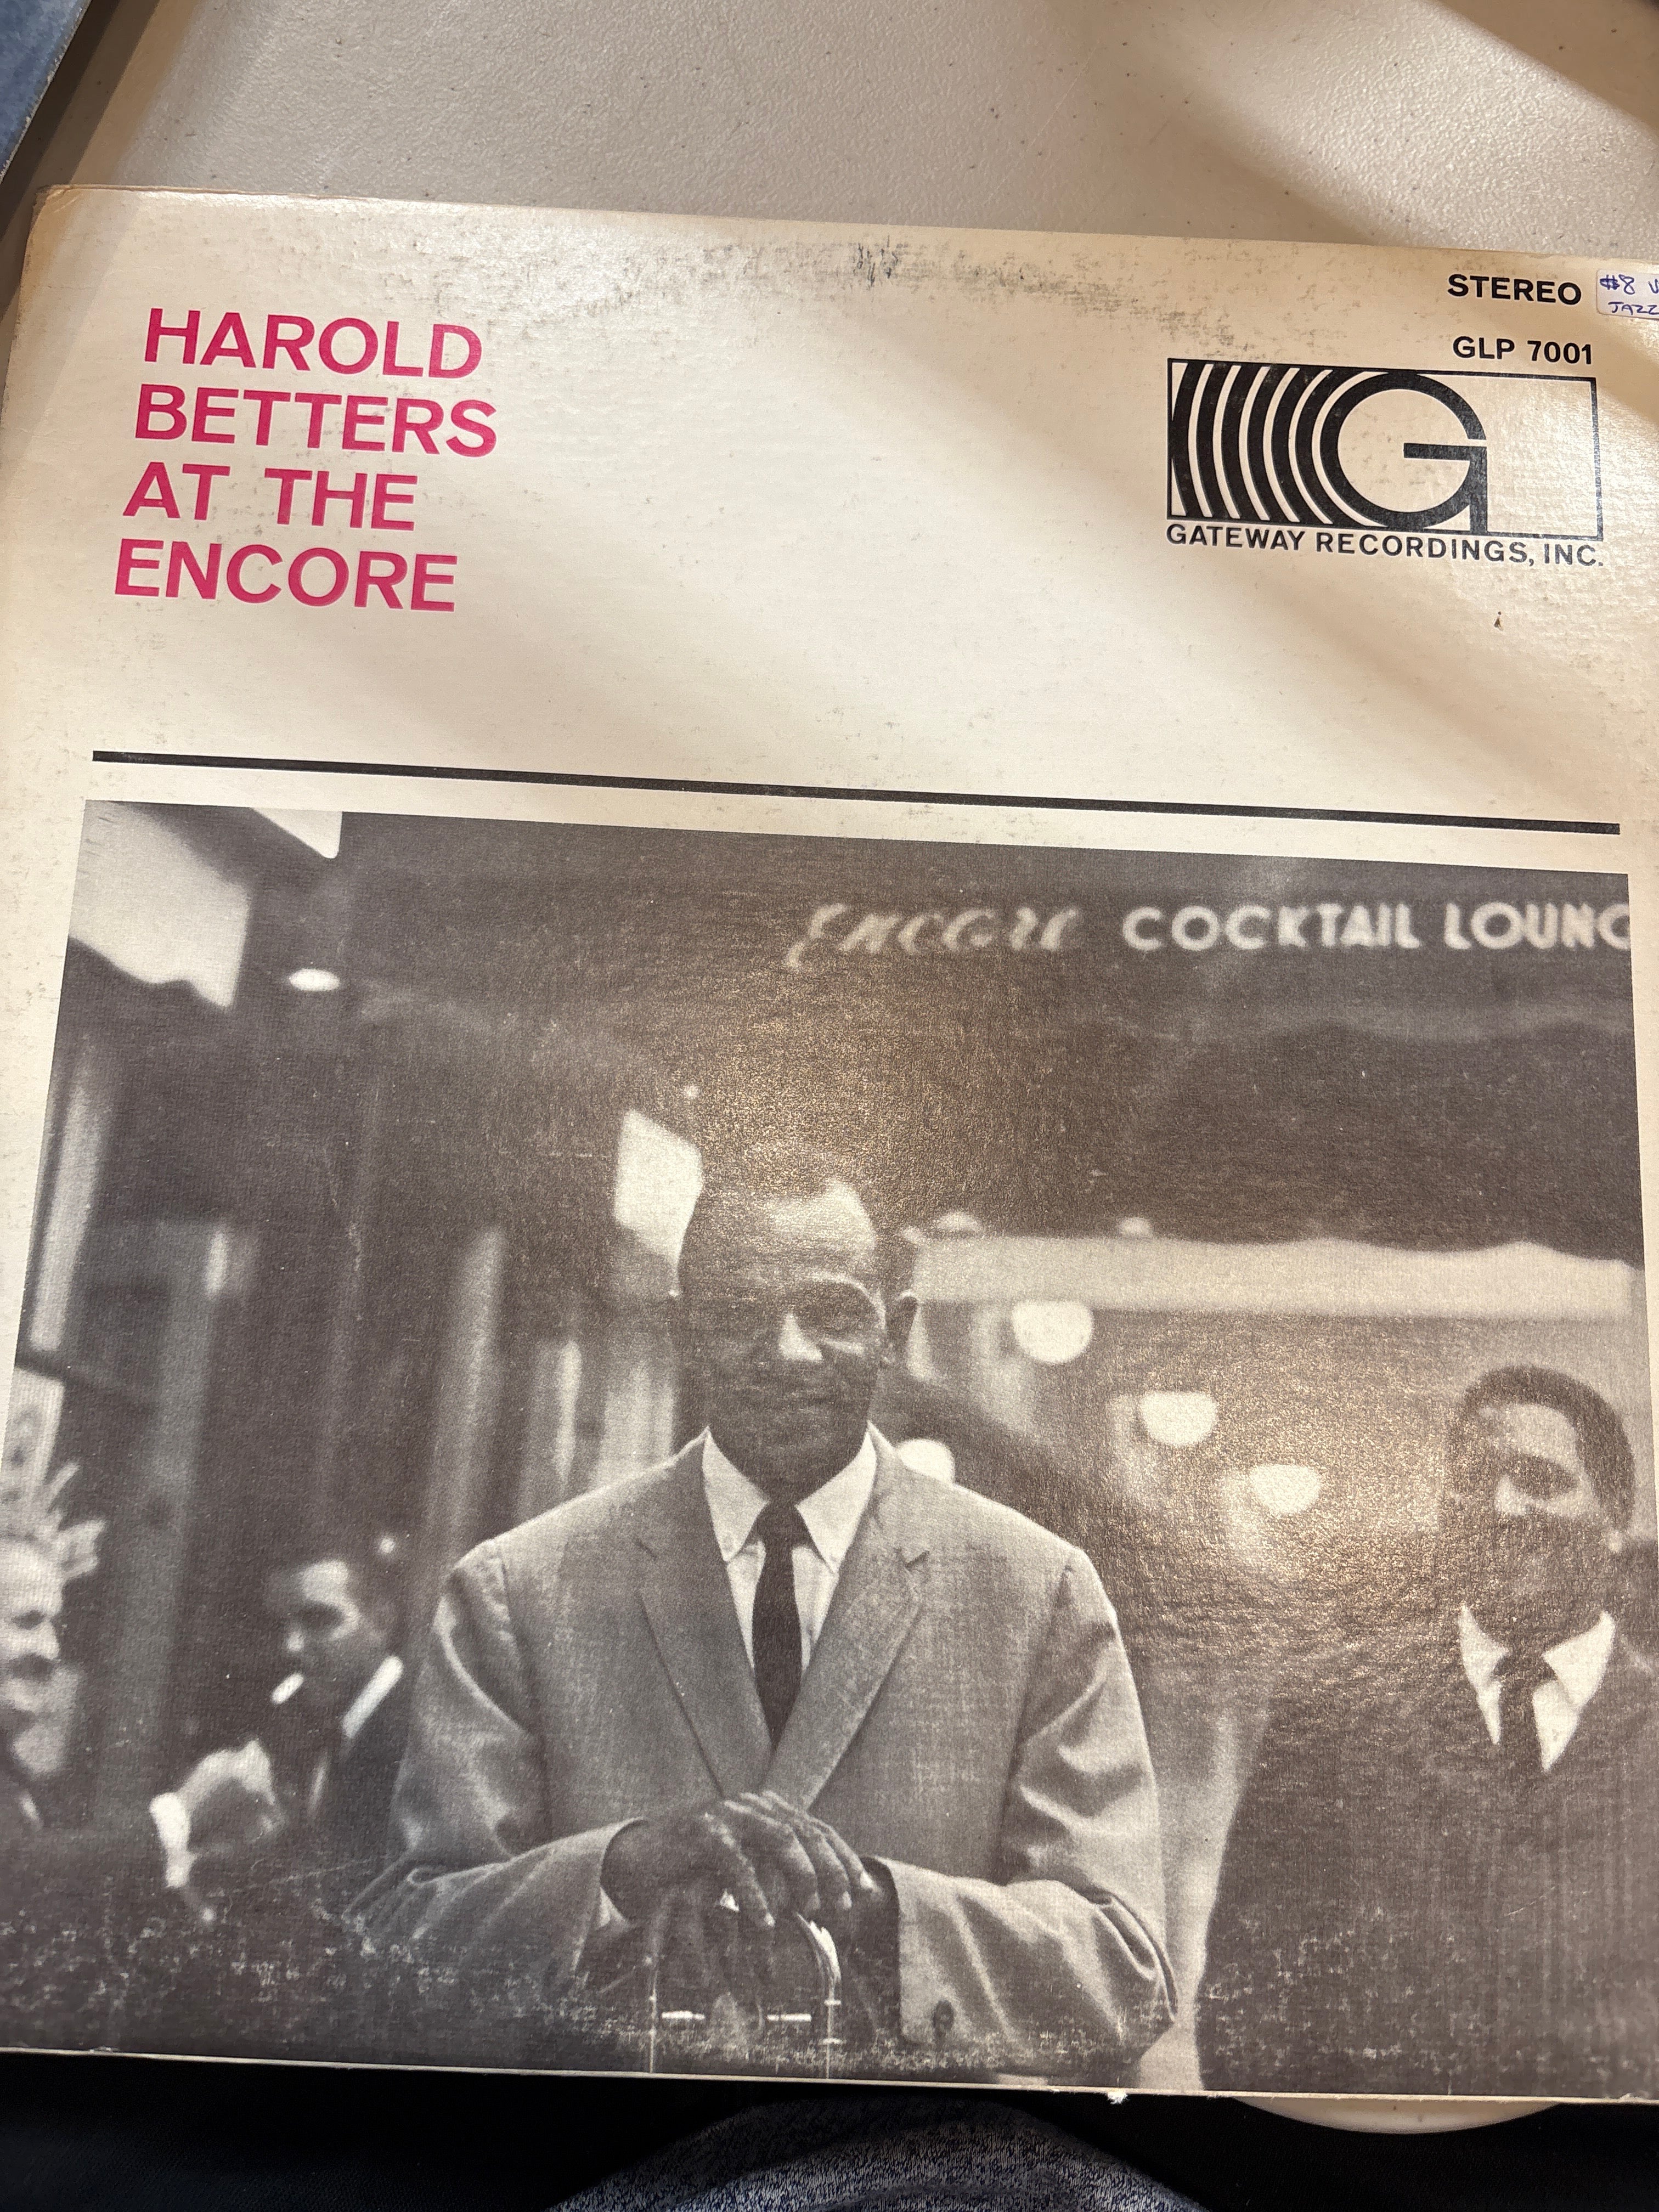 HAROLD
BETTERS
AT THE
ENCORE
STEREO
#8
JAZZ
GLP 7001
G
GATEWAY RECORDINGS, INC.
Encore COCKTAIL LOUNG